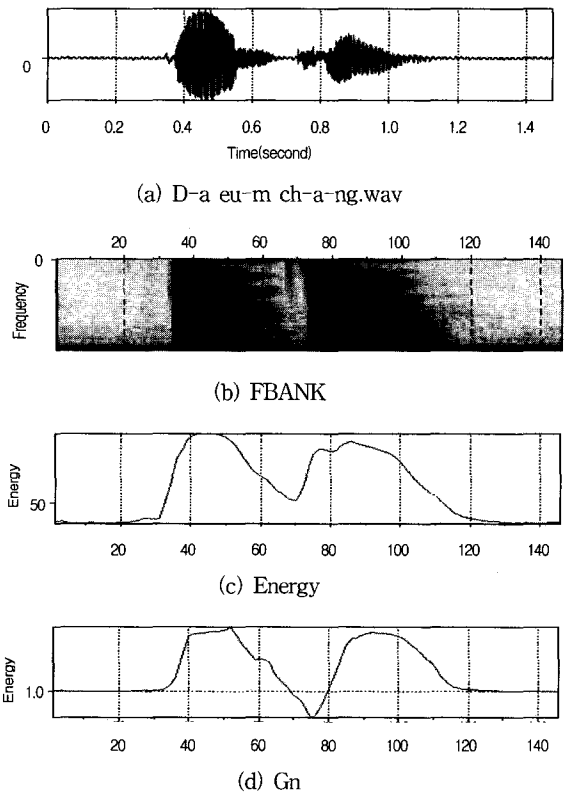 0
0 0.2 0.4 0.6 0.8 1.0 1.2 1.4
Time(second)
(a) D-a eu-m ch-a-ng.wav
20 40 60 80 100 120 140
0
Frequency
(b) FBANK
Energy
50
20 40 60 80 100 120 140
(c) Energy
Energy
1.0
20 40 60 80 100 120 140
(d) Gn